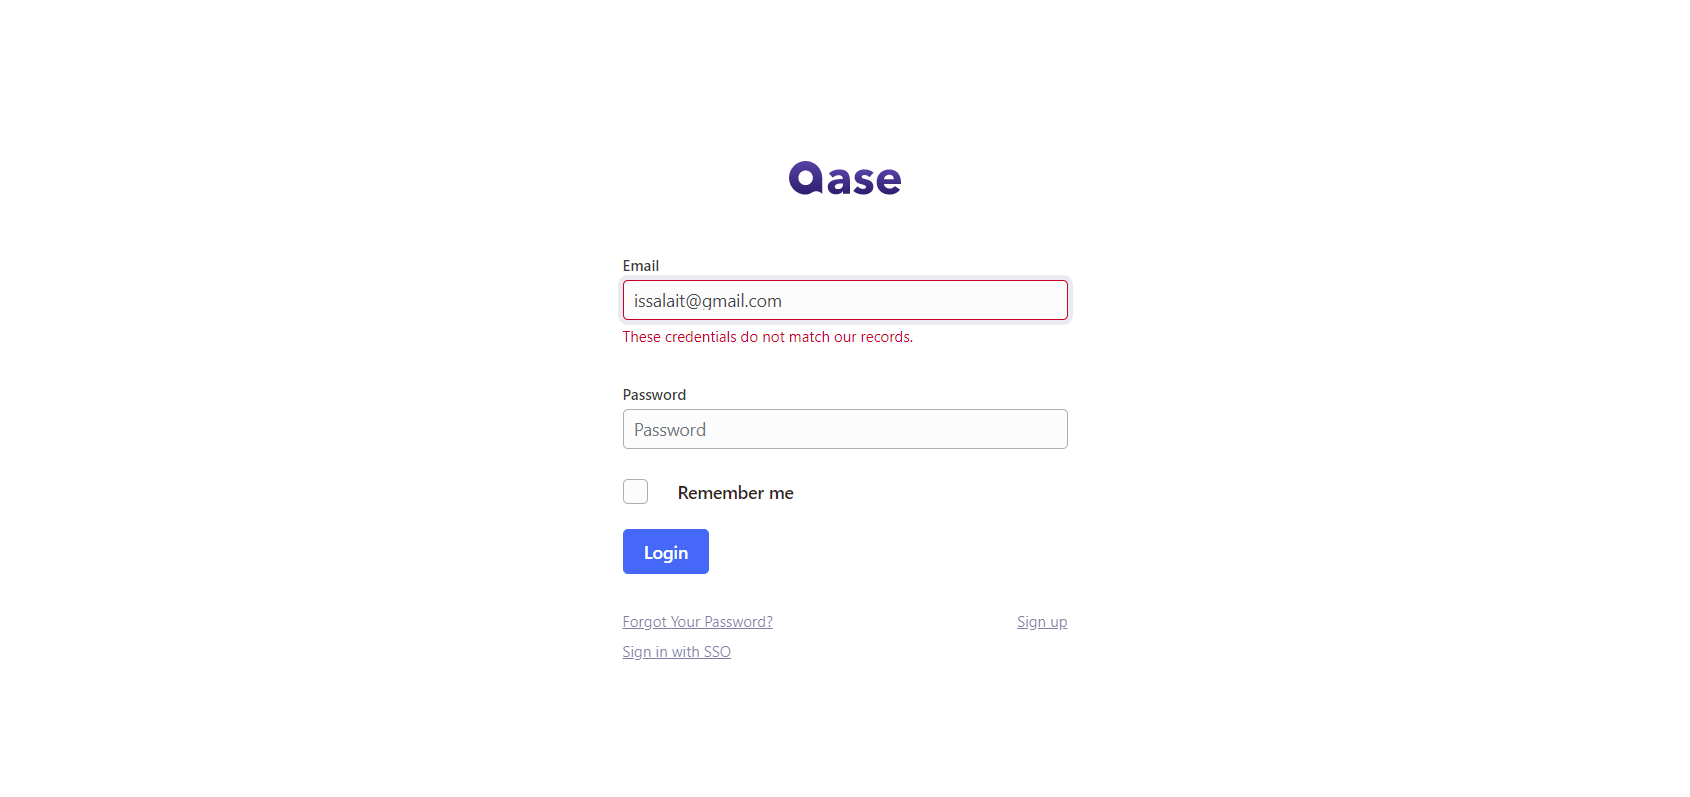 Qase
Email
issalait@gmail.com
These credentials do not match our records.
Password
Password
Remember me
Login
Forgot Your Password?
Sign up
Sign in with SSO